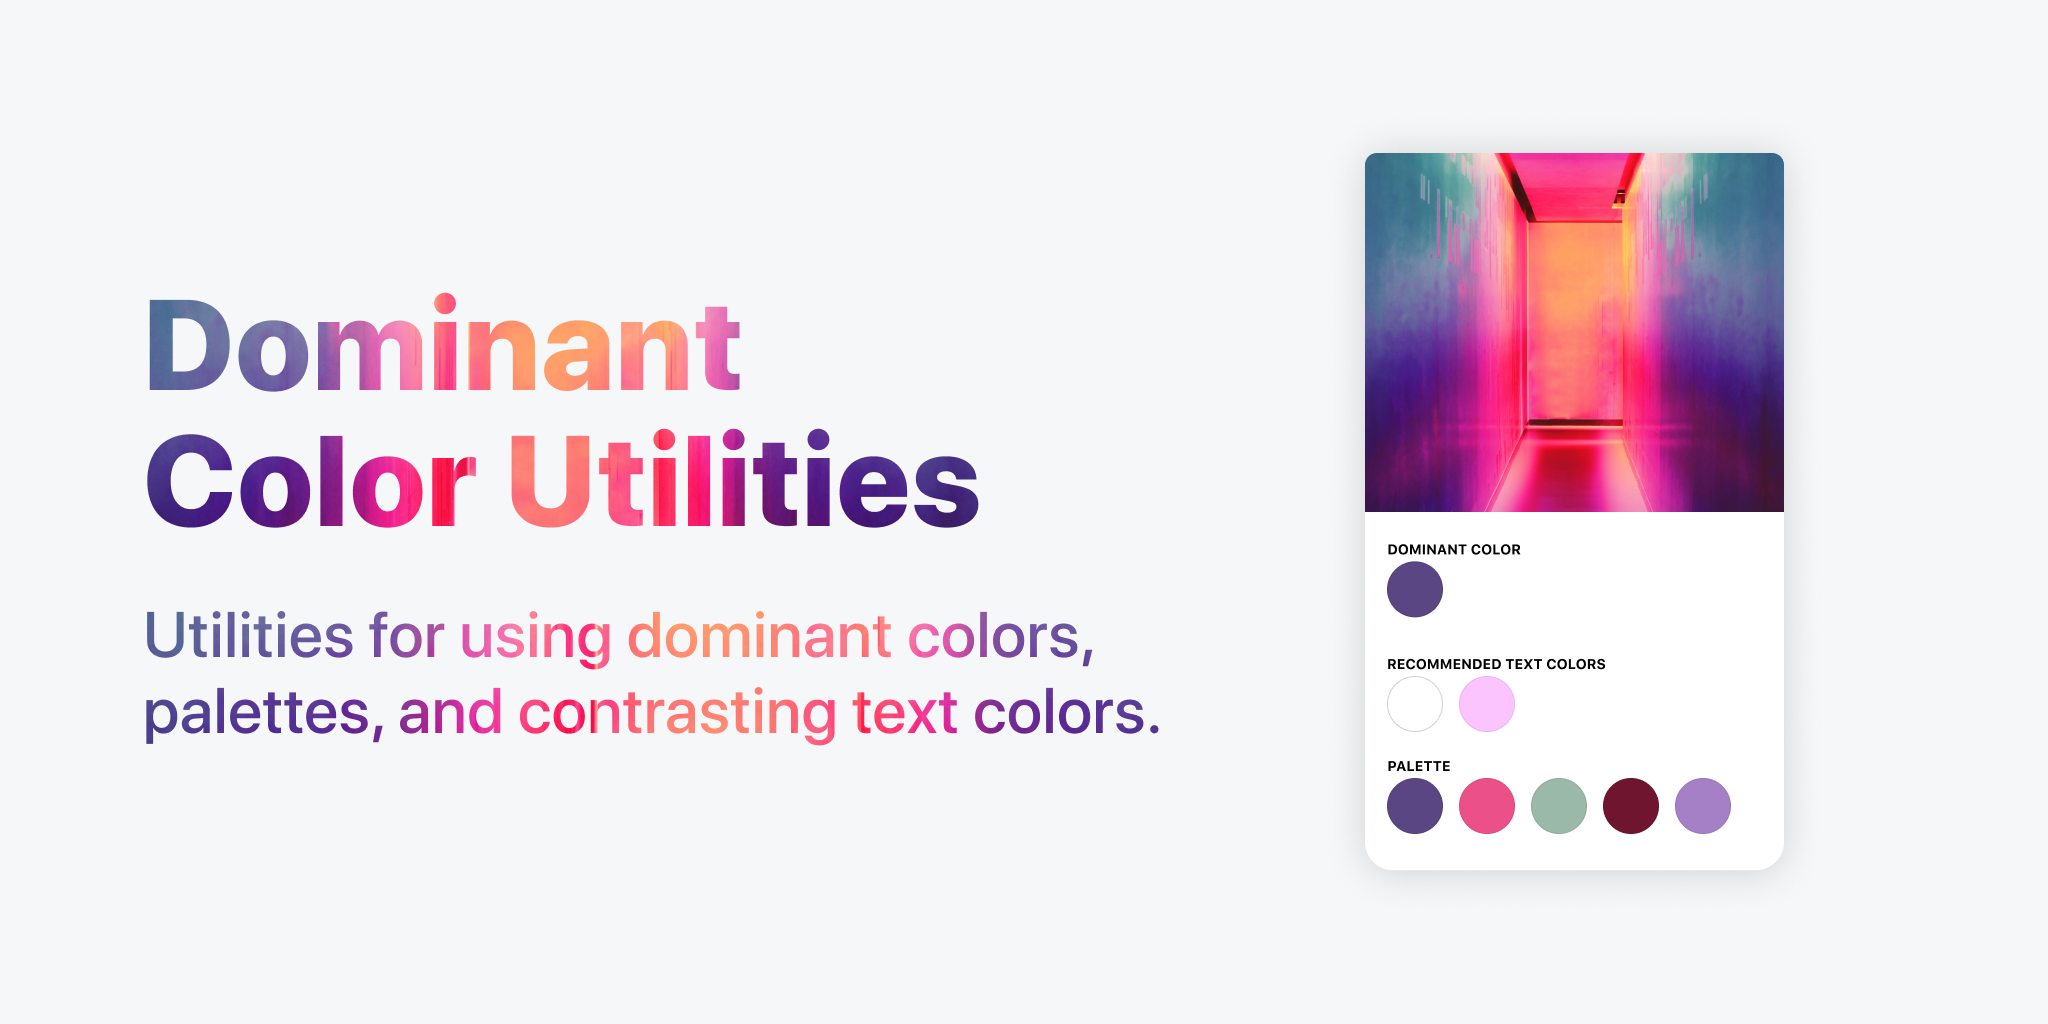 Dominant
Color Utilities
Utilities for using dominant colors,
palettes, and contrasting text colors.
DOMINANT COLOR
RECOMMENDED TEXT COLORS
PALETTE